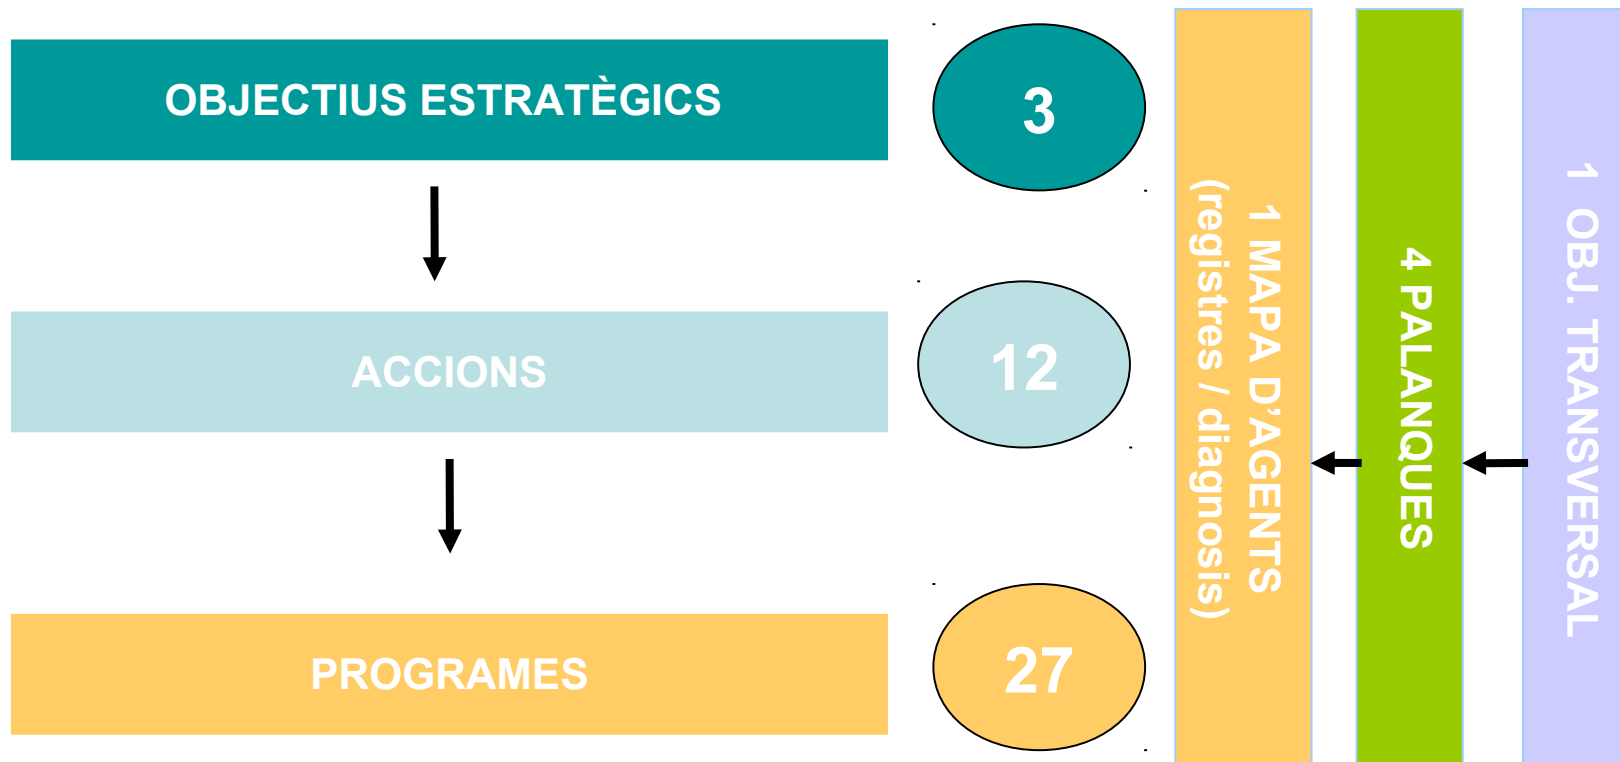 OBJECTIUS ESTRATÈGICS
3
ACCIONS
12
PROGRAMES
27
1 MAPA D’AGENTS
(registres / diagnosis)
4 PALANQUES
1 OBJ. TRANSVERSAL